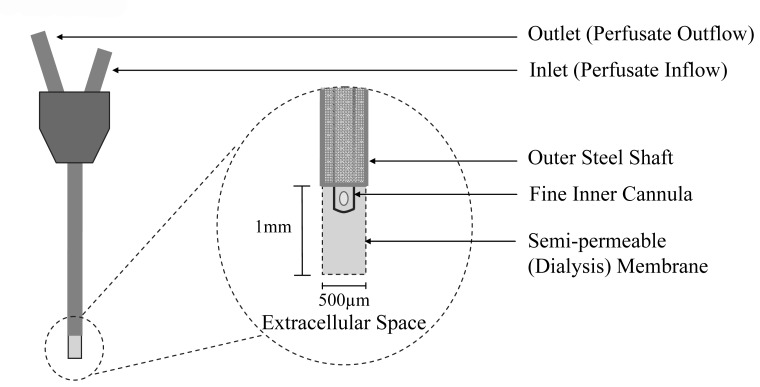 Outlet (Perfusate Outflow)
Inlet (Perfusate Inflow)
Outer Steel Shaft
Fine Inner Cannula
1mm
Semi-permeable
(Dialysis) Membrane
500µm
Extracellular Space